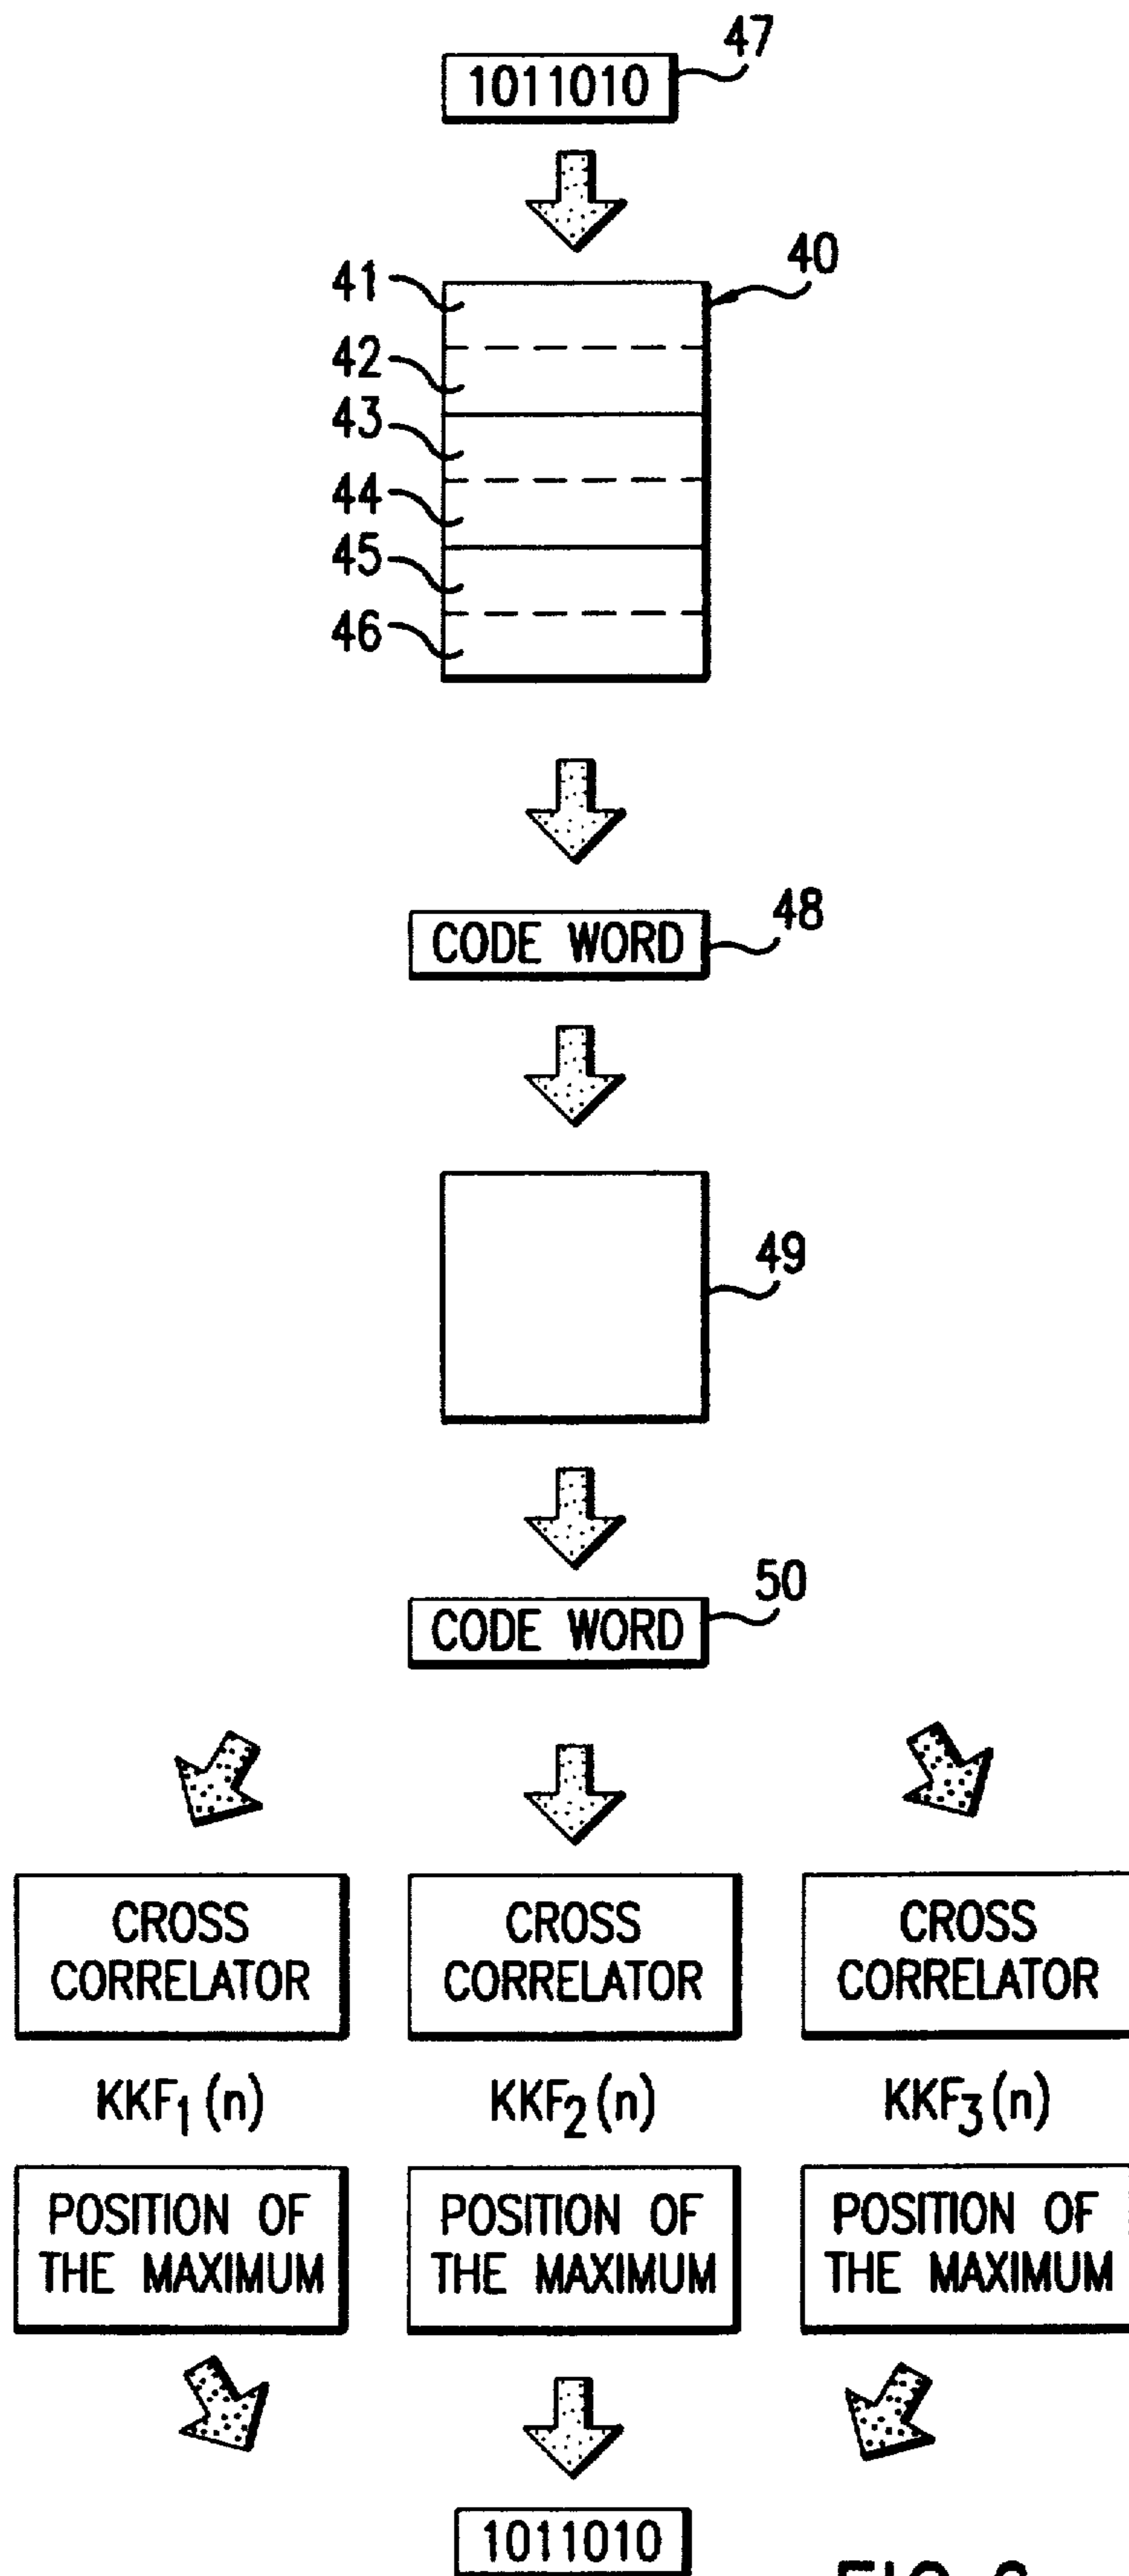 47
1011010
40
41
42
43
44
45
46
48
CODE WORD
49
50
CODE WORD
CROSS CORRELATOR
CROSS CORRELATOR
CROSS CORRELATOR
KKF1(n)
KKF2(n)
KKF3(n)
POSITION OF THE MAXIMUM
POSITION OF THE MAXIMUM
POSITION OF THE MAXIMUM
1011010